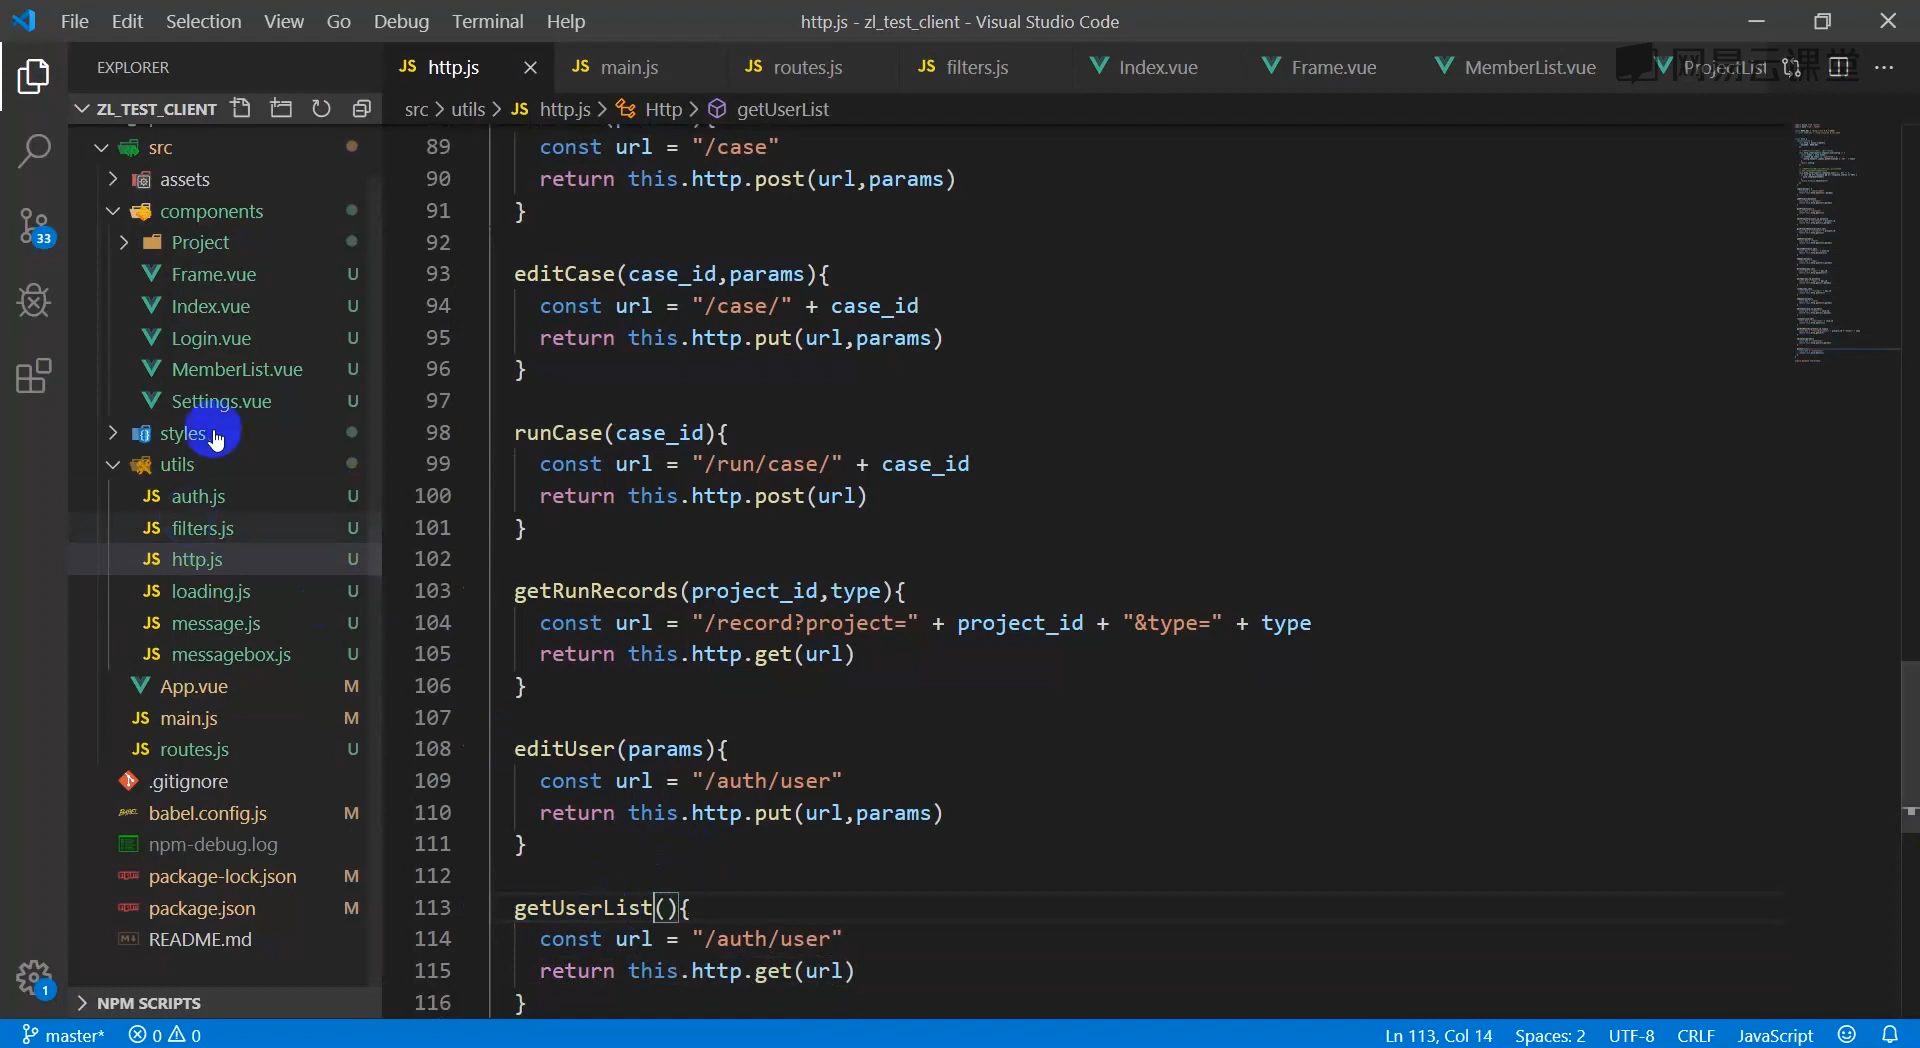 File Edit Selection View Go Debug Terminal Help
http.js - zl_test_client - Visual Studio Code
EXPLORER
JS http.js
JS main.js
JS routes.js
JS filters.js
Index.vue
Frame.vue
MemberList.vue
ProjectList
网易云课堂
ZL_TEST_CLIENT
src > utils > JS http.js > Http > getUserList
src
assets
components
Project
Frame.vue U
Index.vue U
Login.vue U
MemberList.vue U
Settings.vue U
styles
utils
JS auth.js U
JS filters.js U
JS http.js U
JS loading.js U
JS message.js U
JS messagebox.js U
App.vue M
JS main.js M
JS routes.js U
.gitignore
babel.config.js M
npm-debug.log
package-lock.json M
package.json M
README.md
NPM SCRIPTS
33
1
89 const url = "/case"
90 return this.http.post(url,params)
91 }
92
93 editCase(case_id,params){
94 const url = "/case/" + case_id
95 return this.http.put(url,params)
96 }
97
98 runCase(case_id){
99 const url = "/run/case/" + case_id
100 return this.http.post(url)
101 }
102
103 getRunRecords(project_id,type){
104 const url = "/record?project=" + project_id + "&type=" + type
105 return this.http.get(url)
106 }
107
108 editUser(params){
109 const url = "/auth/user"
110 return this.http.put(url,params)
111 }
112
113 getUserList(){
114 const url = "/auth/user"
115 return this.http.get(url)
116 }
master* 0 0
Ln 113, Col 14 Spaces: 2 UTF-8 CRLF JavaScript